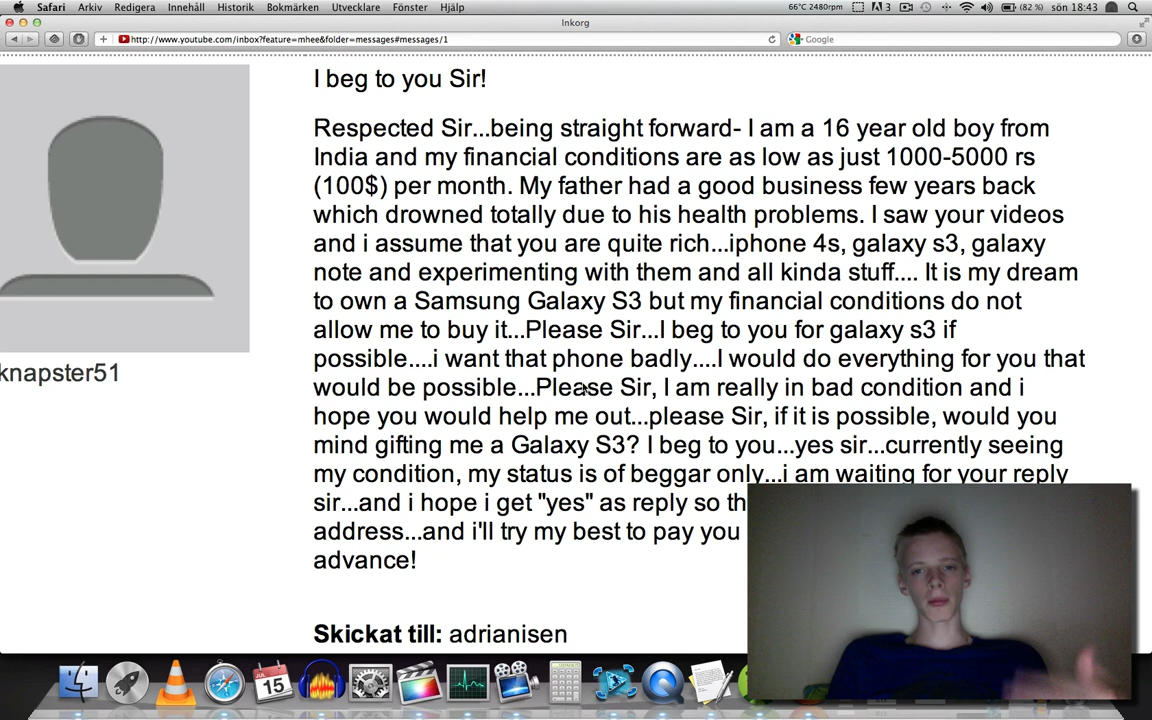 Safari Arkiv Redigera Innehåll Historik Bokmärken Utvecklare Fönster Hjälp 66°C 2480rpm 3 (82 %) sön 18:43
Inkorg
http://www.youtube.com/inbox?feature=mhee&folder=messages#messages/1 Google
I beg to you Sir!
Respected Sir...being straight forward- I am a 16 year old boy from
India and my financial conditions are as low as just 1000-5000 rs
(100$) per month. My father had a good business few years back
which drowned totally due to his health problems. I saw your videos
and i assume that you are quite rich...iphone 4s, galaxy s3, galaxy
note and experimenting with them and all kinda stuff.... It is my dream
to own a Samsung Galaxy S3 but my financial conditions do not
allow me to buy it...Please Sir...I beg to you for galaxy s3 if
possible....i want that phone badly....I would do everything for you that
would be possible...Please Sir, I am really in bad condition and i
hope you would help me out...please Sir, if it is possible, would you
mind gifting me a Galaxy S3? I beg to you...yes sir...currently seeing
my condition, my status is of beggar only...i am waiting for your reply
sir...and i hope i get "yes" as reply so
address...and i'll try my best to pay you
advance!
knapster51
Skickat till: adrianisen
JUL
15